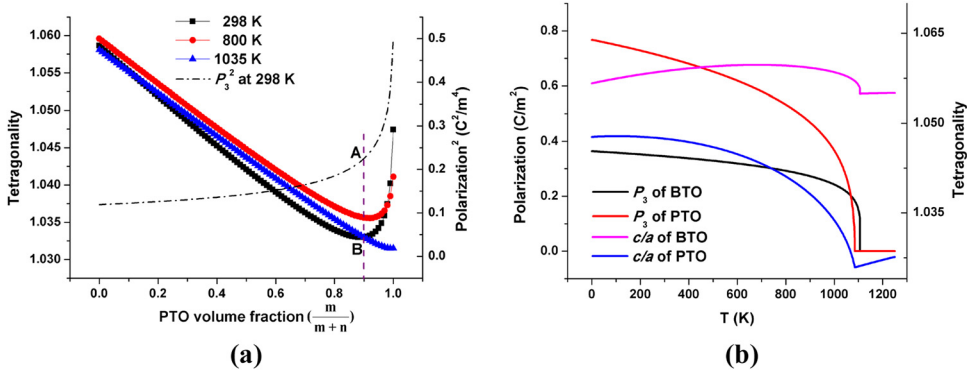 298 K
800 K
1035 K
P₃² at 298 K
Tetragonality
1.060
1.055
1.050
1.045
1.040
1.035
1.030
A
B
0.5
0.4
0.3
0.2
0.1
0.0
Polarization² (C²/m⁴)
0.0 0.2 0.4 0.6 0.8 1.0
PTO volume fraction (m/(m + n))
(a)
Polarization (C/m²)
0.8
0.6
0.4
0.2
0.0
P₃ of BTO
P₃ of PTO
c/a of BTO
c/a of PTO
1.065
1.050
1.035
Tetragonality
0 200 400 600 800 1000 1200
T (K)
(b)